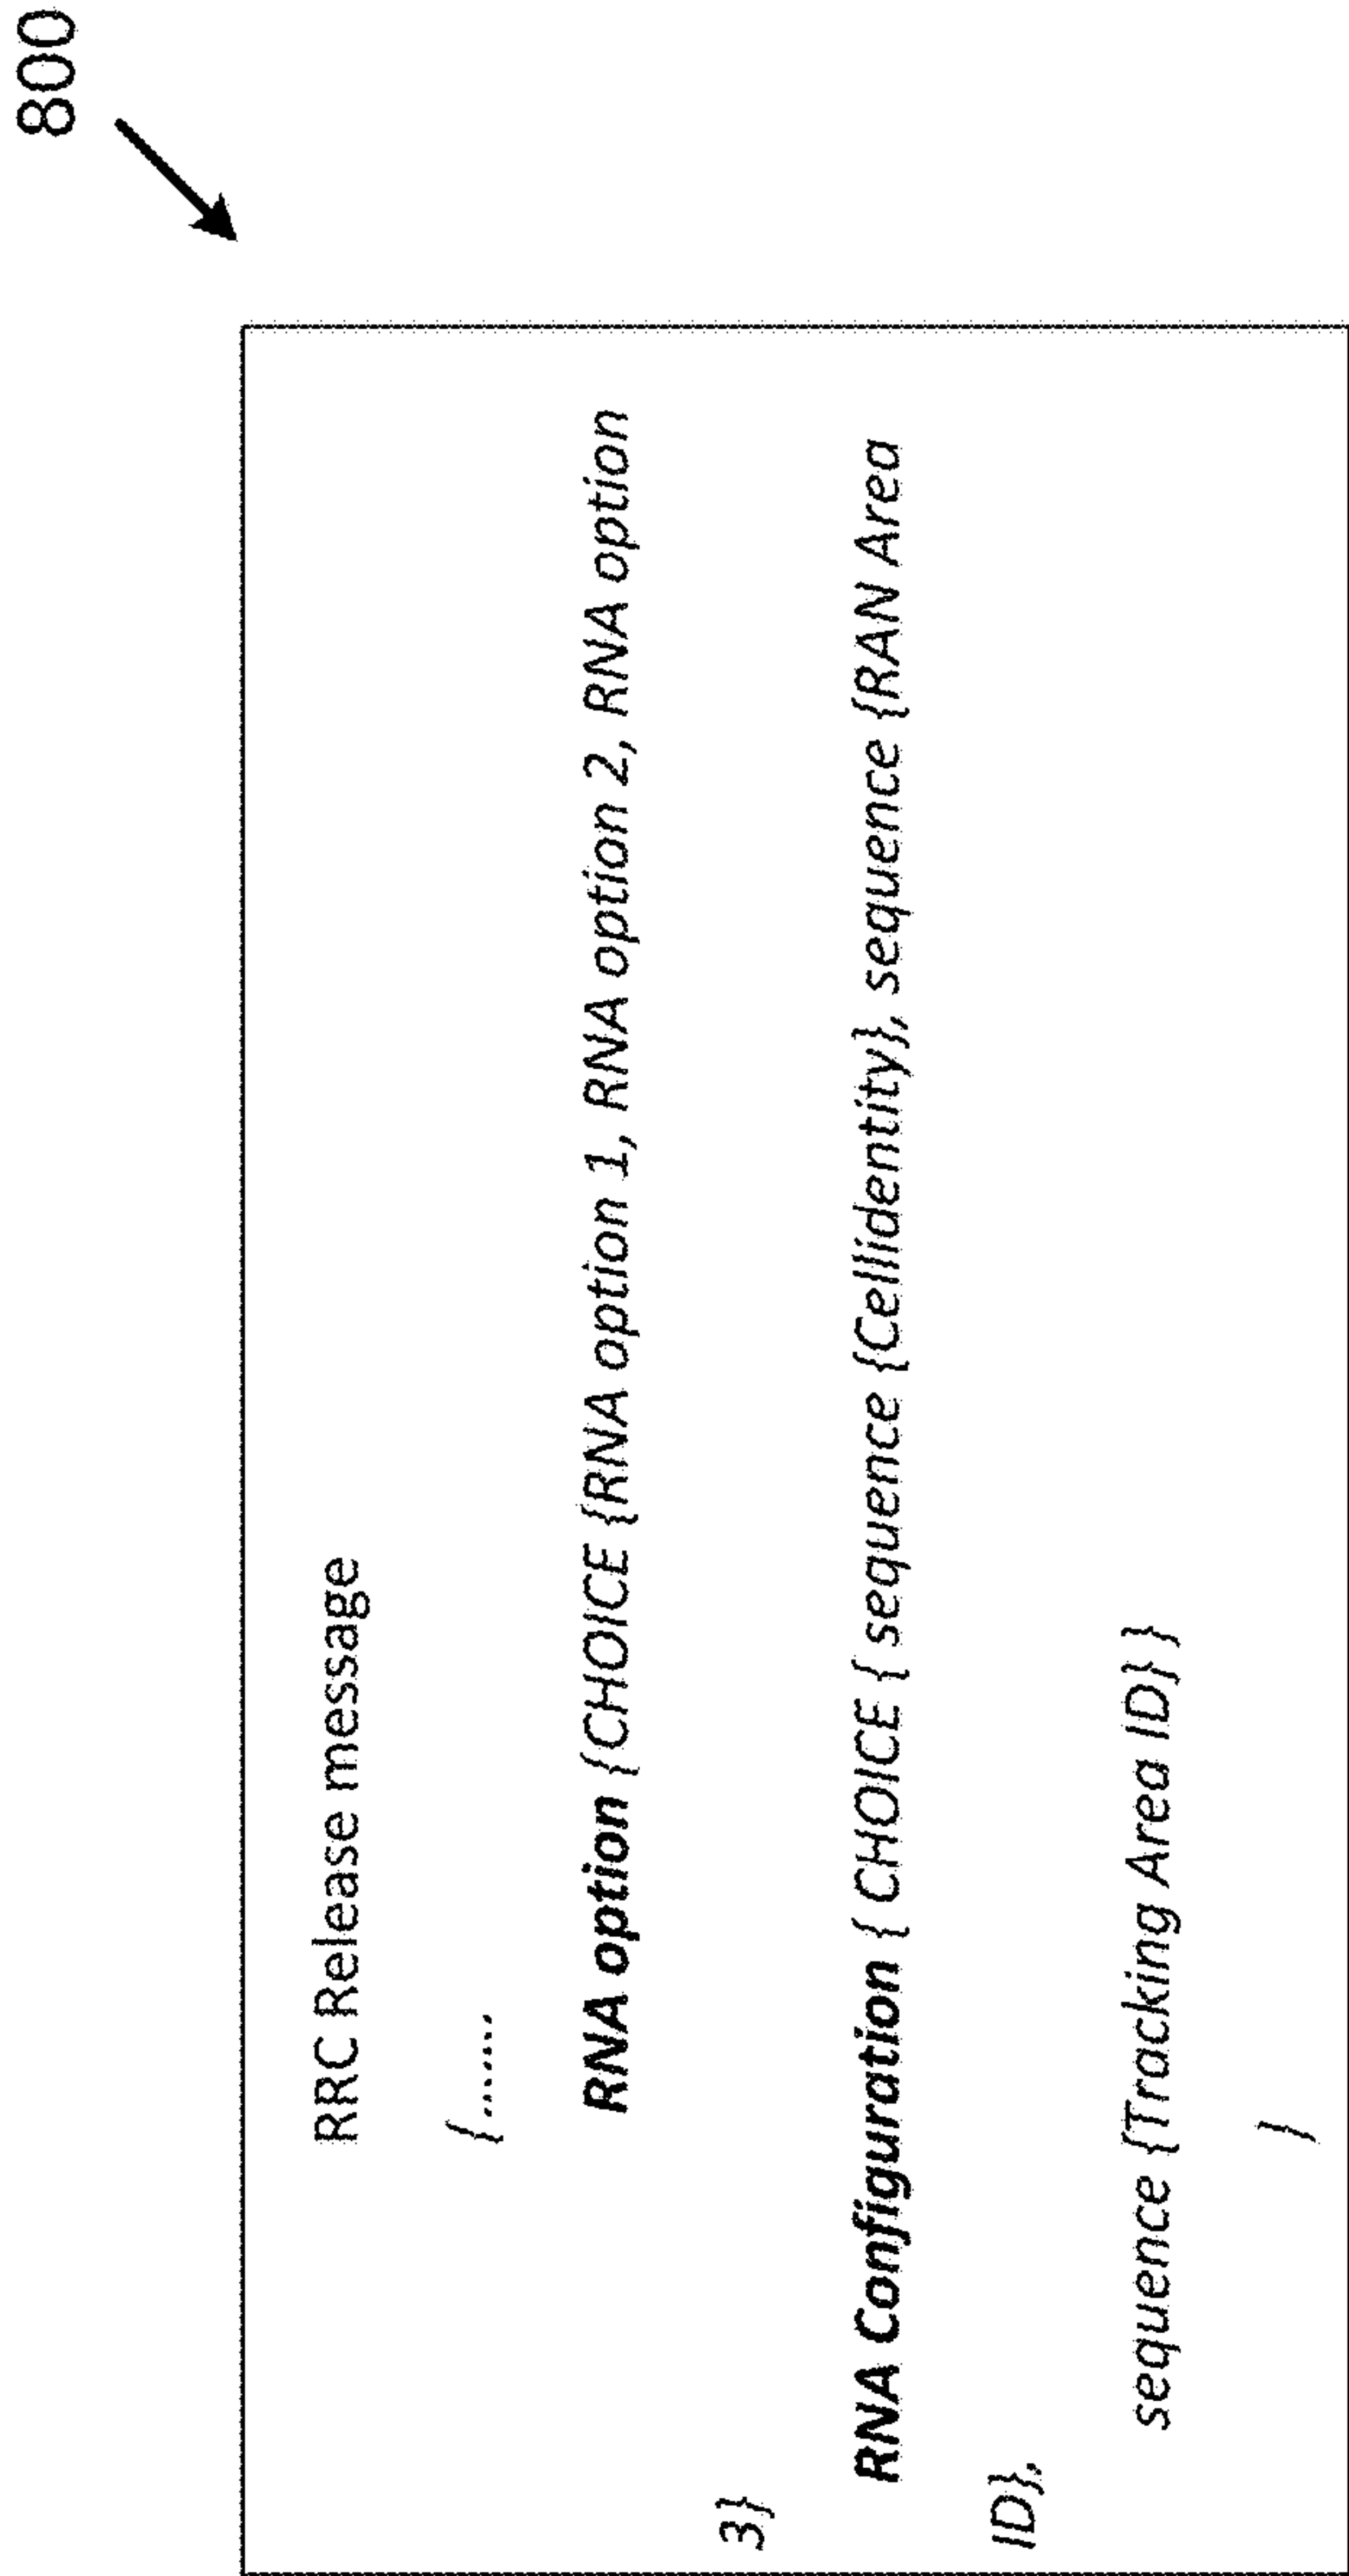 800
RRC Release message
{.......
RNA option {CHOICE {RNA option 1, RNA option 2, RNA option
3}
RNA Configuration { CHOICE { sequence {Cellidentity}, sequence {RAN Area
ID},
sequence {Tracking Area ID} }
}